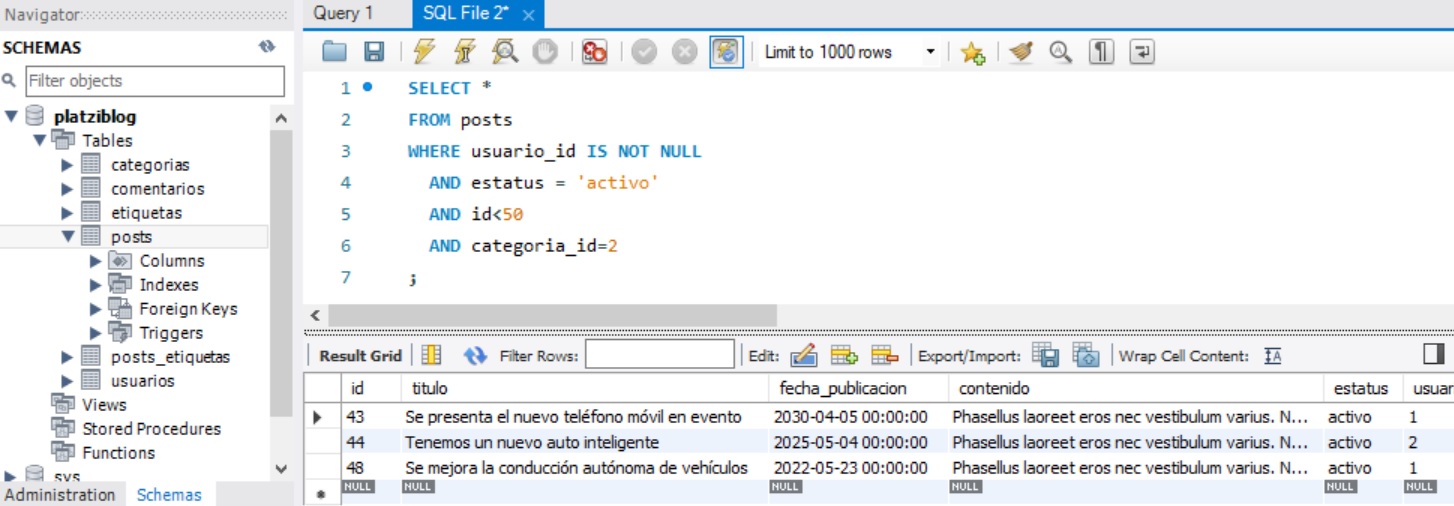 Navigator
Query 1
SQL File 2*
SCHEMAS
Limit to 1000 rows
Filter objects
platziblog
Tables
categorias
comentarios
etiquetas
posts
Columns
Indexes
Foreign Keys
Triggers
posts_etiquetas
usuarios
Views
Stored Procedures
Functions
sys
Administration Schemas
1 SELECT *
2 FROM posts
3 WHERE usuario_id IS NOT NULL
4 AND estatus = 'activo'
5 AND id<50
6 AND categoria_id=2
7 ;
Result Grid Filter Rows: Edit: Export/Import: Wrap Cell Content:
id titulo fecha_publicacion contenido estatus usuar
43 Se presenta el nuevo teléfono móvil en evento 2030-04-05 00:00:00 Phasellus laoreet eros nec vestibulum varius. N... activo 1
44 Tenemos un nuevo auto inteligente 2025-05-04 00:00:00 Phasellus laoreet eros nec vestibulum varius. N... activo 2
48 Se mejora la conducción autónoma de vehículos 2022-05-23 00:00:00 Phasellus laoreet eros nec vestibulum varius. N... activo 1
NULL NULL NULL NULL NULL NULL